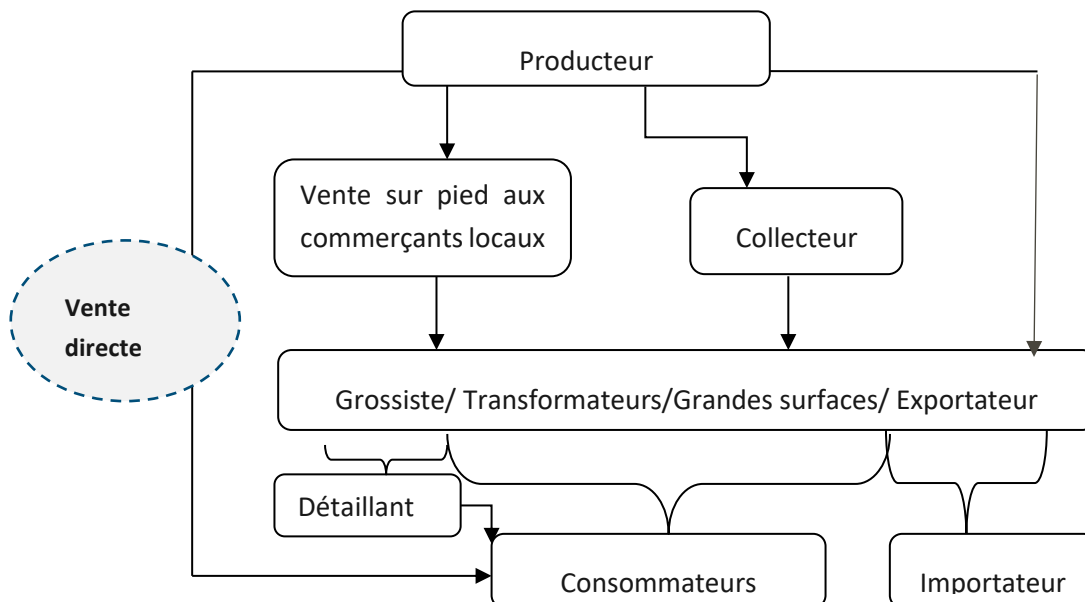 Producteur
Vente sur pied aux
commerçants locaux
Collecteur
Vente
directe
Grossiste/ Transformateurs/Grandes surfaces/ Exportateur
Détaillant
Consommateurs
Importateur